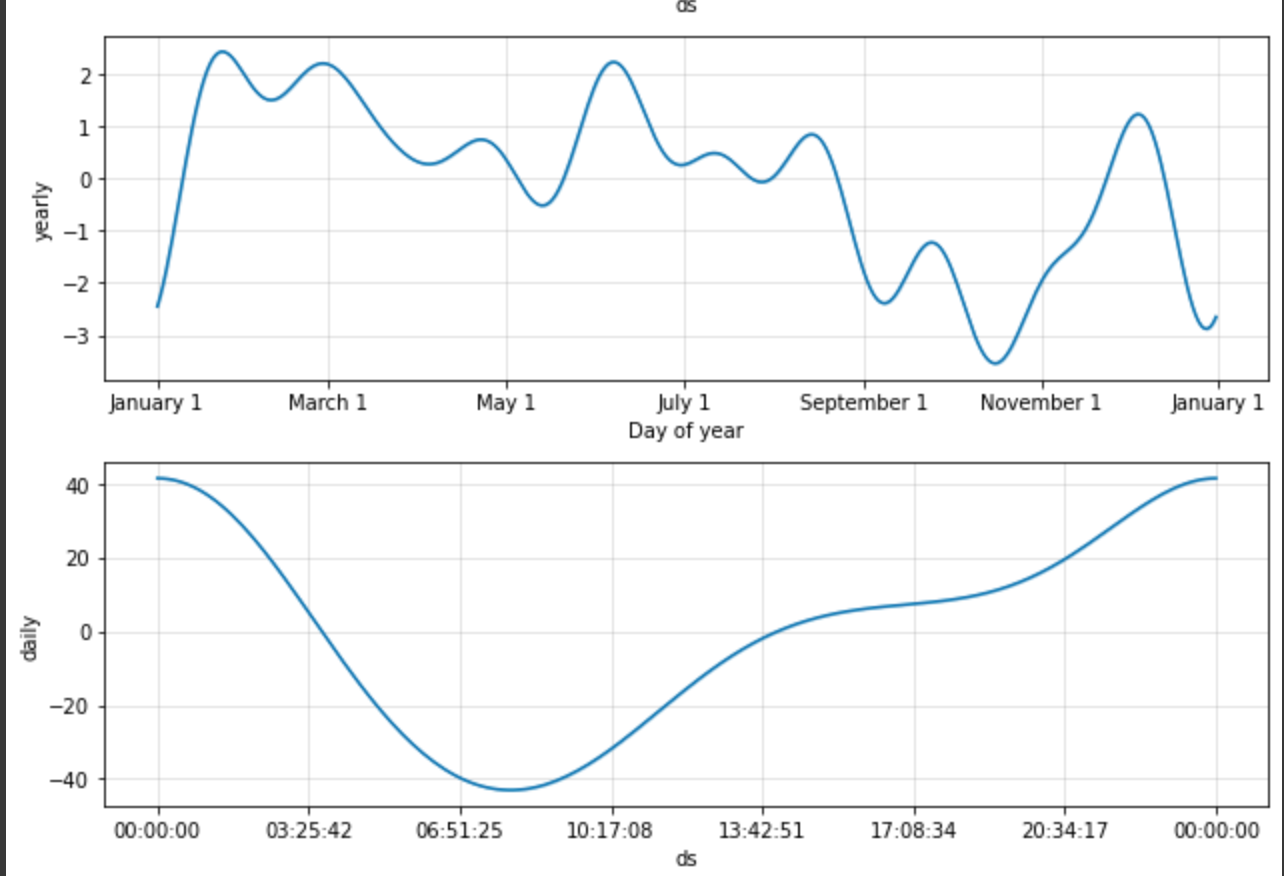 ds
2
1
0
−1
−2
−3
yearly
January 1 March 1 May 1 July 1 September 1 November 1 January 1
Day of year
40
20
0
−20
−40
daily
00:00:00 03:25:42 06:51:25 10:17:08 13:42:51 17:08:34 20:34:17 00:00:00
ds